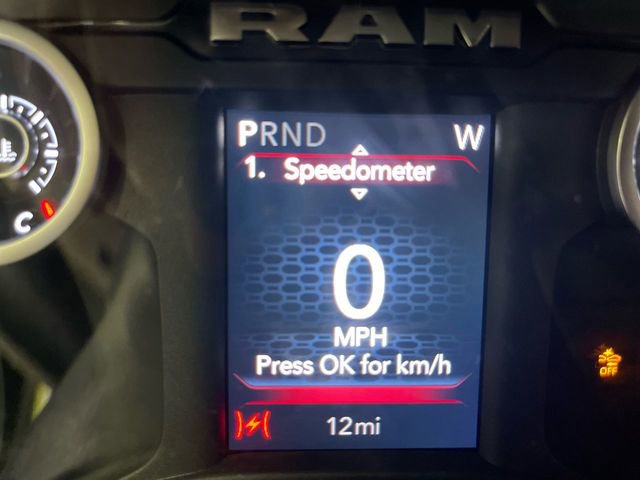 RAM
PRND W
1. Speedometer
0
MPH
Press OK for km/h
12mi
C
OFF